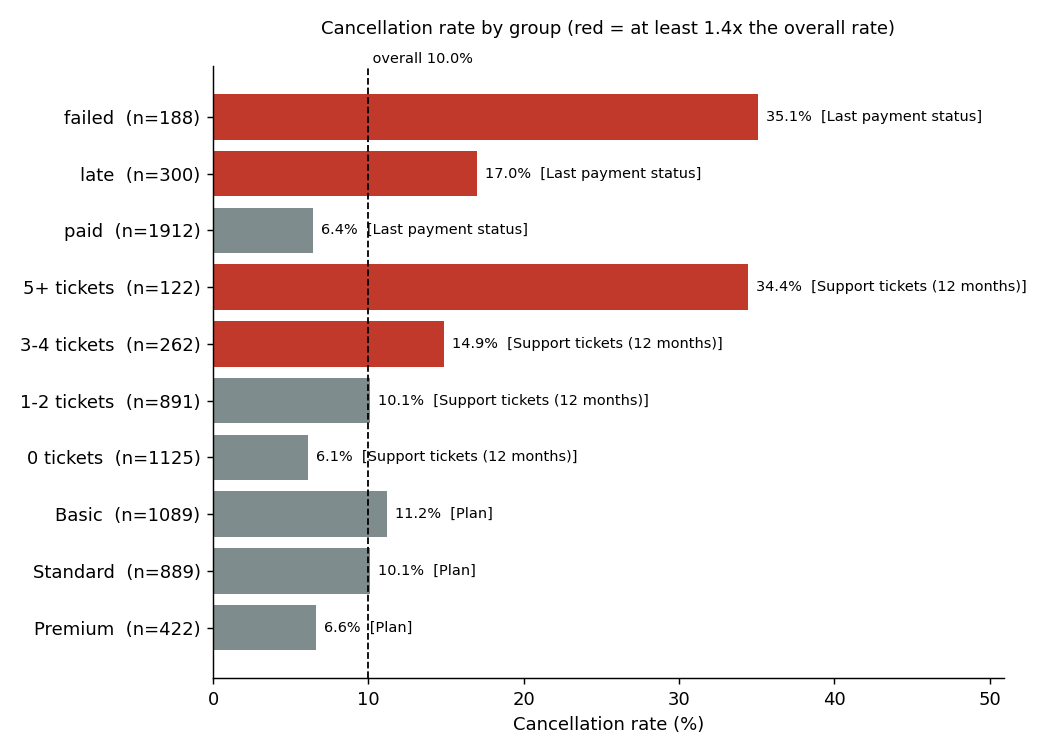 Cancellation rate by group (red = at least 1.4x the overall rate)
overall 10.0%
failed (n=188) 35.1% [Last payment status]
late (n=300) 17.0% [Last payment status]
paid (n=1912) 6.4% [Last payment status]
5+ tickets (n=122) 34.4% [Support tickets (12 months)]
3-4 tickets (n=262) 14.9% [Support tickets (12 months)]
1-2 tickets (n=891) 10.1% [Support tickets (12 months)]
0 tickets (n=1125) 6.1% [Support tickets (12 months)]
Basic (n=1089) 11.2% [Plan]
Standard (n=889) 10.1% [Plan]
Premium (n=422) 6.6% [Plan]
0 10 20 30 40 50
Cancellation rate (%)